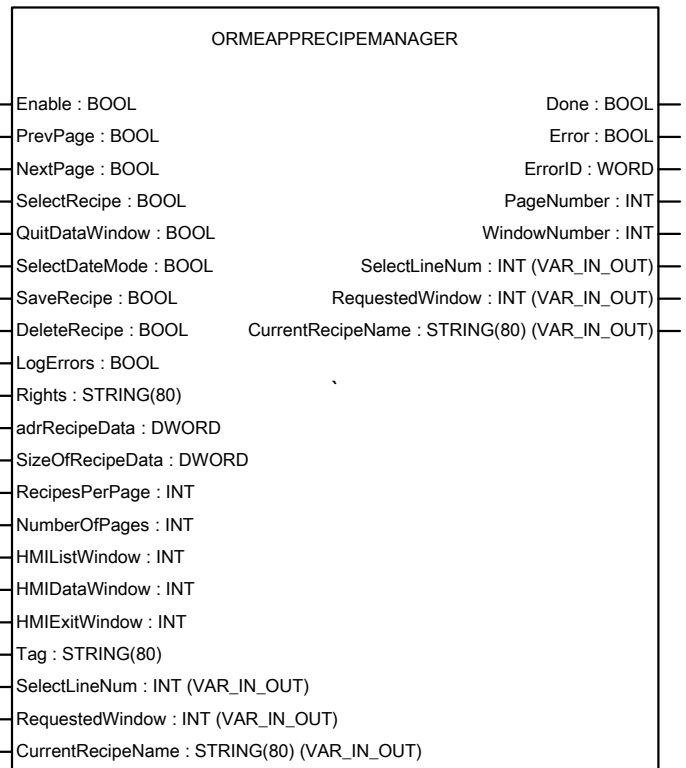 ORMEAPPRECIPEMANAGER
Enable : BOOL Done : BOOL
PrevPage : BOOL Error : BOOL
NextPage : BOOL ErrorID : WORD
SelectRecipe : BOOL PageNumber : INT
QuitDataWindow : BOOL WindowNumber : INT
SelectDateMode : BOOL SelectLineNum : INT (VAR_IN_OUT)
SaveRecipe : BOOL RequestedWindow : INT (VAR_IN_OUT)
DeleteRecipe : BOOL CurrentRecipeName : STRING(80) (VAR_IN_OUT)
LogErrors : BOOL
Rights : STRING(80) `
adrRecipeData : DWORD
SizeOfRecipeData : DWORD
RecipesPerPage : INT
NumberOfPages : INT
HMIListWindow : INT
HMIDataWindow : INT
HMIExitWindow : INT
Tag : STRING(80)
SelectLineNum : INT (VAR_IN_OUT)
RequestedWindow : INT (VAR_IN_OUT)
CurrentRecipeName : STRING(80) (VAR_IN_OUT)